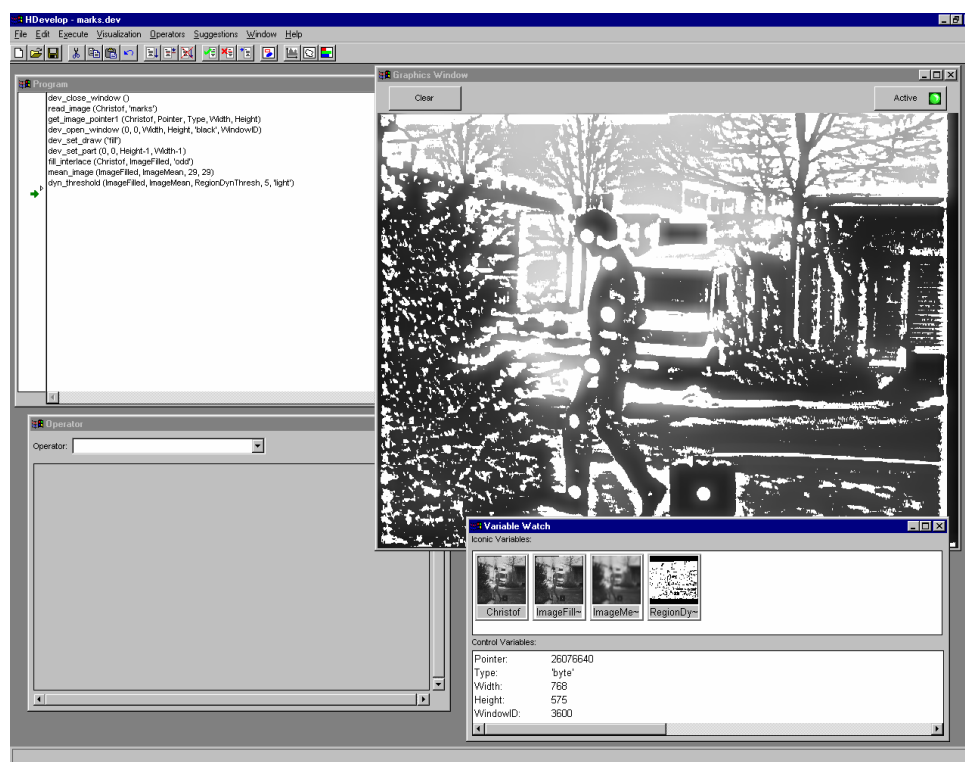 HDevelop - marks.dev
File Edit Execute Visualization Operators Suggestions Window Help
Program
dev_close_window ()
read_image (Christof, 'marks')
get_image_pointer1 (Christof, Pointer, Type, Width, Height)
dev_open_window (0, 0, Width, Height, 'black', WindowID)
dev_set_draw ('fill')
dev_set_part (0, 0, Height-1, Width-1)
fill_interlace (Christof, ImageFilled, 'odd')
mean_image (ImageFilled, ImageMean, 29, 29)
dyn_threshold (ImageFilled, ImageMean, RegionDynThresh, 5, 'light')
Graphics Window
Clear
Active
Operator
Operator:
Variable Watch
Iconic Variables:
Christof ImageFill~ ImageMe~ RegionDy~
Control Variables:
Pointer: 26076640
Type: 'byte'
Width: 768
Height: 575
WindowID: 3600